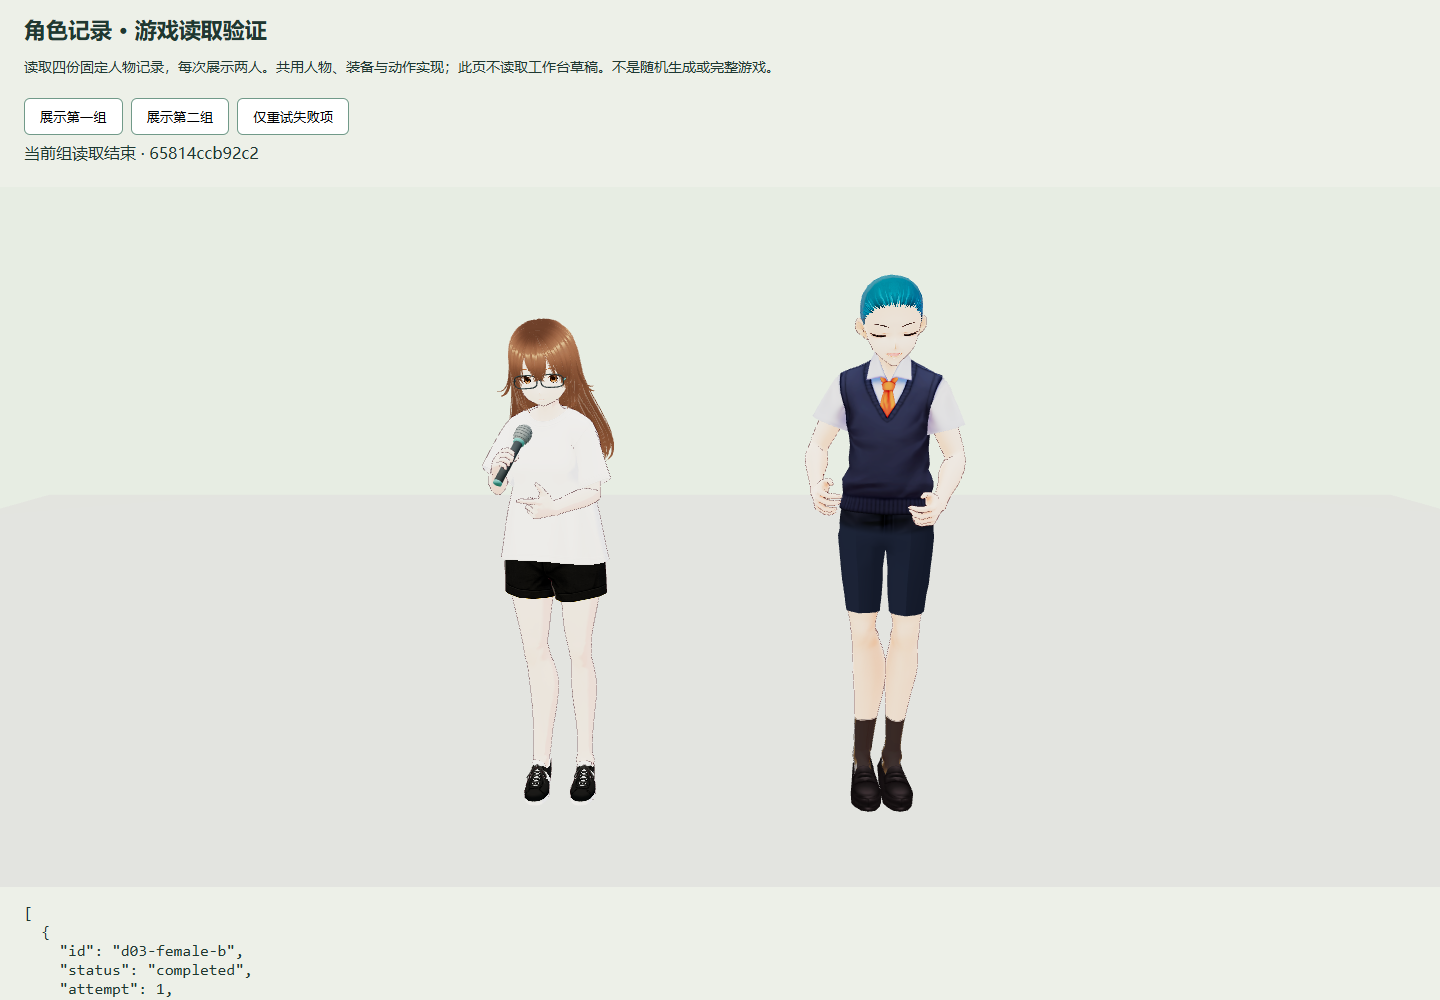 角色记录 • 游戏读取验证
读取四份固定人物记录，每次展示两人。共用人物、装备与动作实现；此页不读取工作台草稿。不是随机生成或完整游戏。
展示第一组 展示第二组 仅重试失败项
当前组读取结束 · 65814ccb92c2
[
{
"id": "d03-female-b",
"status": "completed",
"attempt": 1,